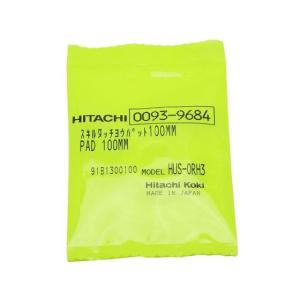 HITACHI 0093-9684
スキルタッチヨウパット100MM
PAD 100MM
91B1300100 MODEL HUS-ORH3
Hitachi Koki
MADE IN JAPAN